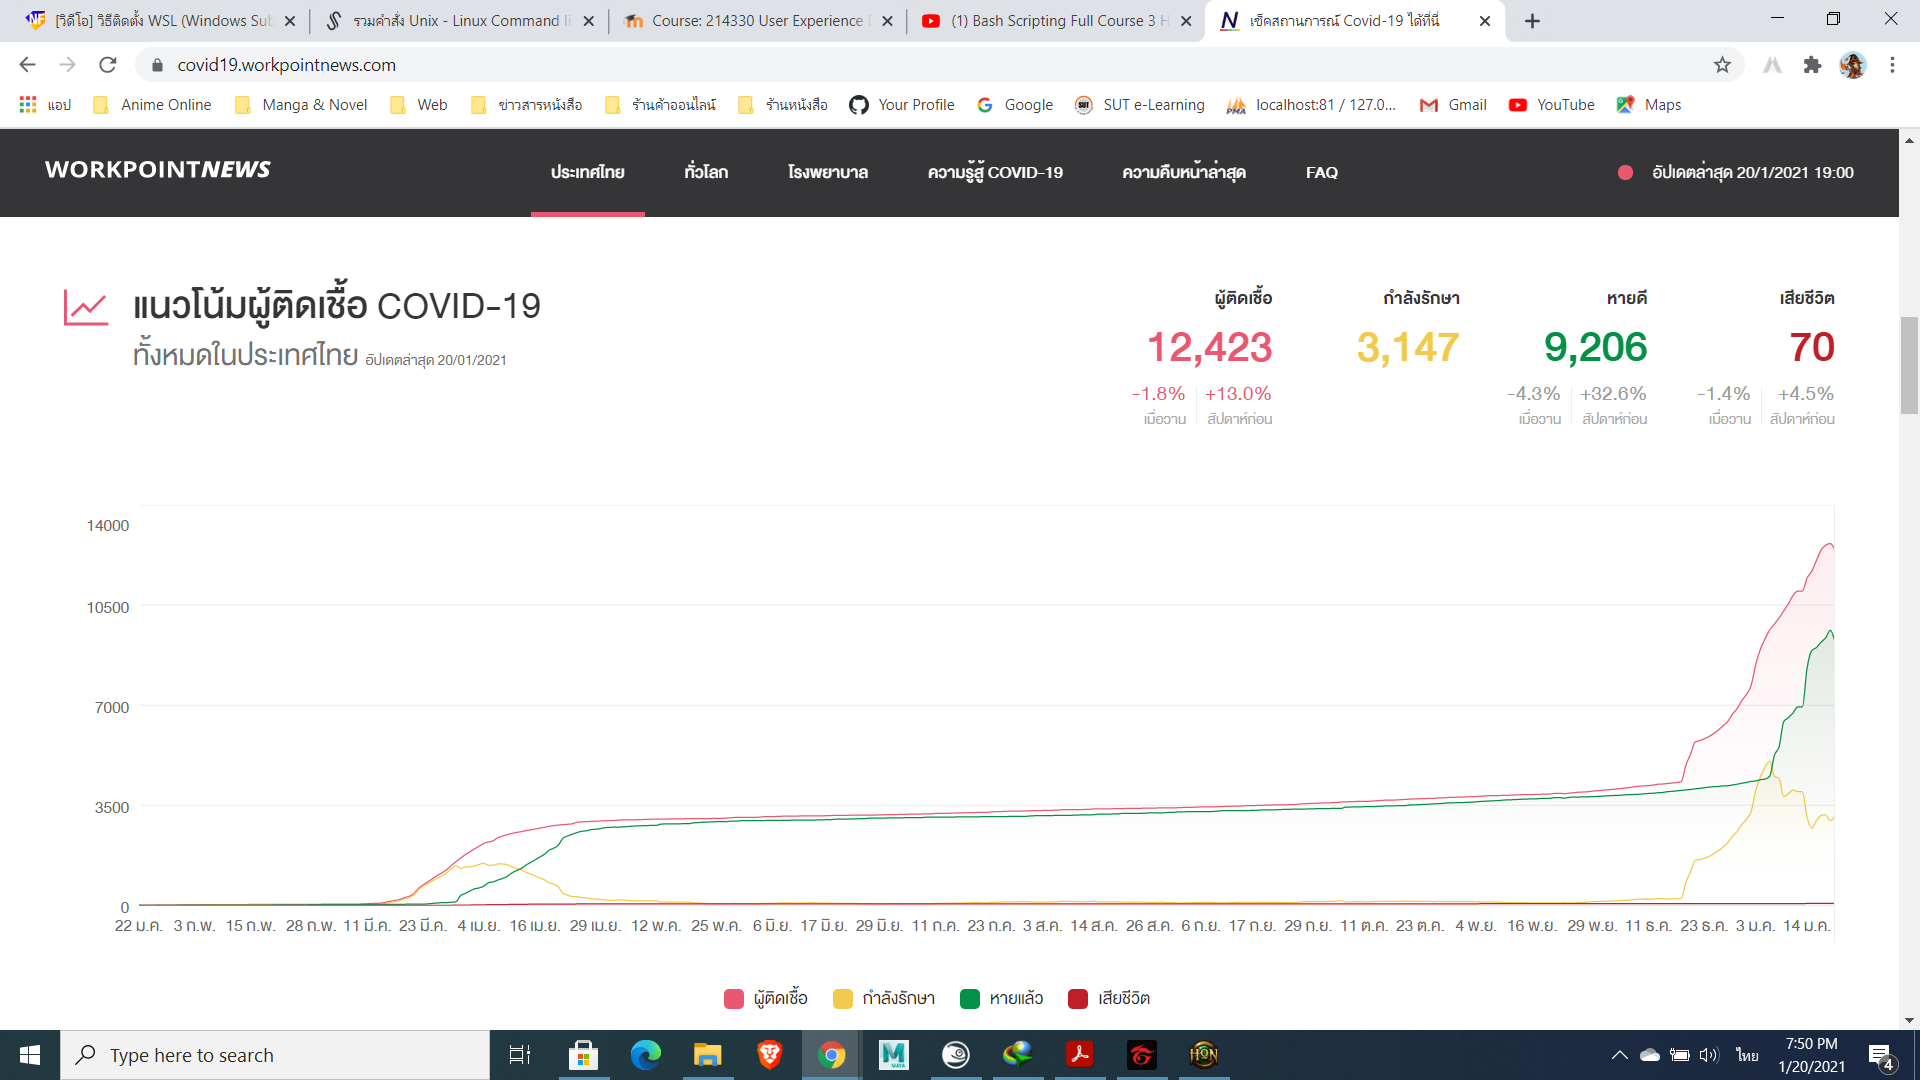 [วิดีโอ] วิธีติดตั้ง WSL (Windows Sub
รวมคำสั่ง Unix - Linux Command li
Course: 214330 User Experience D
(1) Bash Scripting Full Course 3 H
เช็คสถานการณ์ Covid-19 ได้ที่นี่
covid19.workpointnews.com
แอป Anime Online Manga & Novel Web ข่าวสารหนังสือ ร้านค้าออนไลน์ ร้านหนังสือ Your Profile Google SUT e-Learning localhost:81 / 127.0... Gmail YouTube Maps
WORKPOINTNEWS ประเทศไทย ทั่วโลก โรงพยาบาล ความรู้สู้ COVID-19 ความคืบหน้าล่าสุด FAQ อัปเดตล่าสุด 20/1/2021 19:00
แนวโน้มผู้ติดเชื้อ COVID-19
ทั้งหมดในประเทศไทย อัปเดตล่าสุด 20/01/2021
ผู้ติดเชื้อ กำลังรักษา หายดี เสียชีวิต
12,423 3,147 9,206 70
-1.8% +13.0% -4.3% +32.6% -1.4% +4.5%
เมื่อวาน สัปดาห์ก่อน เมื่อวาน สัปดาห์ก่อน เมื่อวาน สัปดาห์ก่อน
14000
10500
7000
3500
0
22 ม.ค. 3 ก.พ. 15 ก.พ. 28 ก.พ. 11 มี.ค. 23 มี.ค. 4 เม.ย. 16 เม.ย. 29 เม.ย. 12 พ.ค. 25 พ.ค. 6 มิ.ย. 17 มิ.ย. 29 มิ.ย. 11 ก.ค. 23 ก.ค. 3 ส.ค. 14 ส.ค. 26 ส.ค. 6 ก.ย. 17 ก.ย. 29 ก.ย. 11 ต.ค. 23 ต.ค. 4 พ.ย. 16 พ.ย. 29 พ.ย. 11 ธ.ค. 23 ธ.ค. 3 ม.ค. 14 ม.ค.
ผู้ติดเชื้อ กำลังรักษา หายแล้ว เสียชีวิต
Type here to search
ไทย
7:50 PM
1/20/2021
4